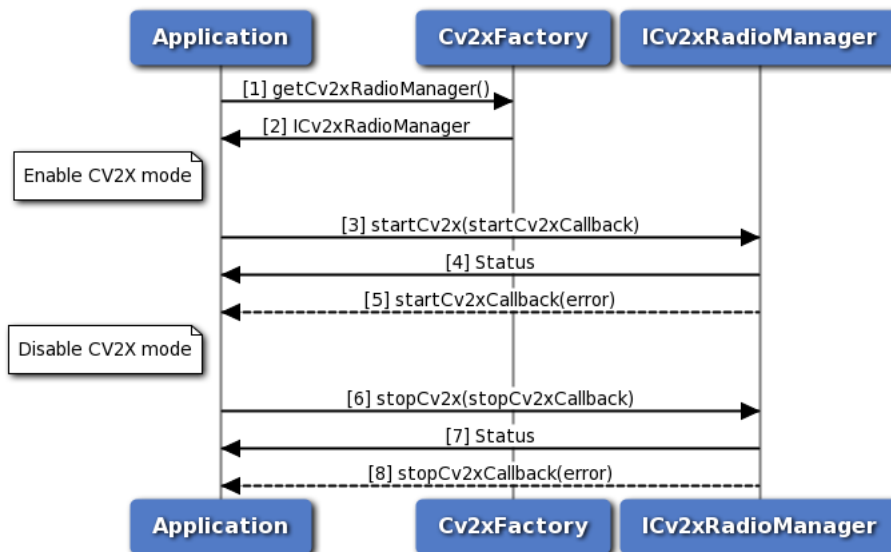 Application
Cv2xFactory
ICv2xRadioManager
[1] getCv2xRadioManager()
[2] ICv2xRadioManager
Enable CV2X mode
[3] startCv2x(startCv2xCallback)
[4] Status
[5] startCv2xCallback(error)
Disable CV2X mode
[6] stopCv2x(stopCv2xCallback)
[7] Status
[8] stopCv2xCallback(error)
Application
Cv2xFactory
ICv2xRadioManager